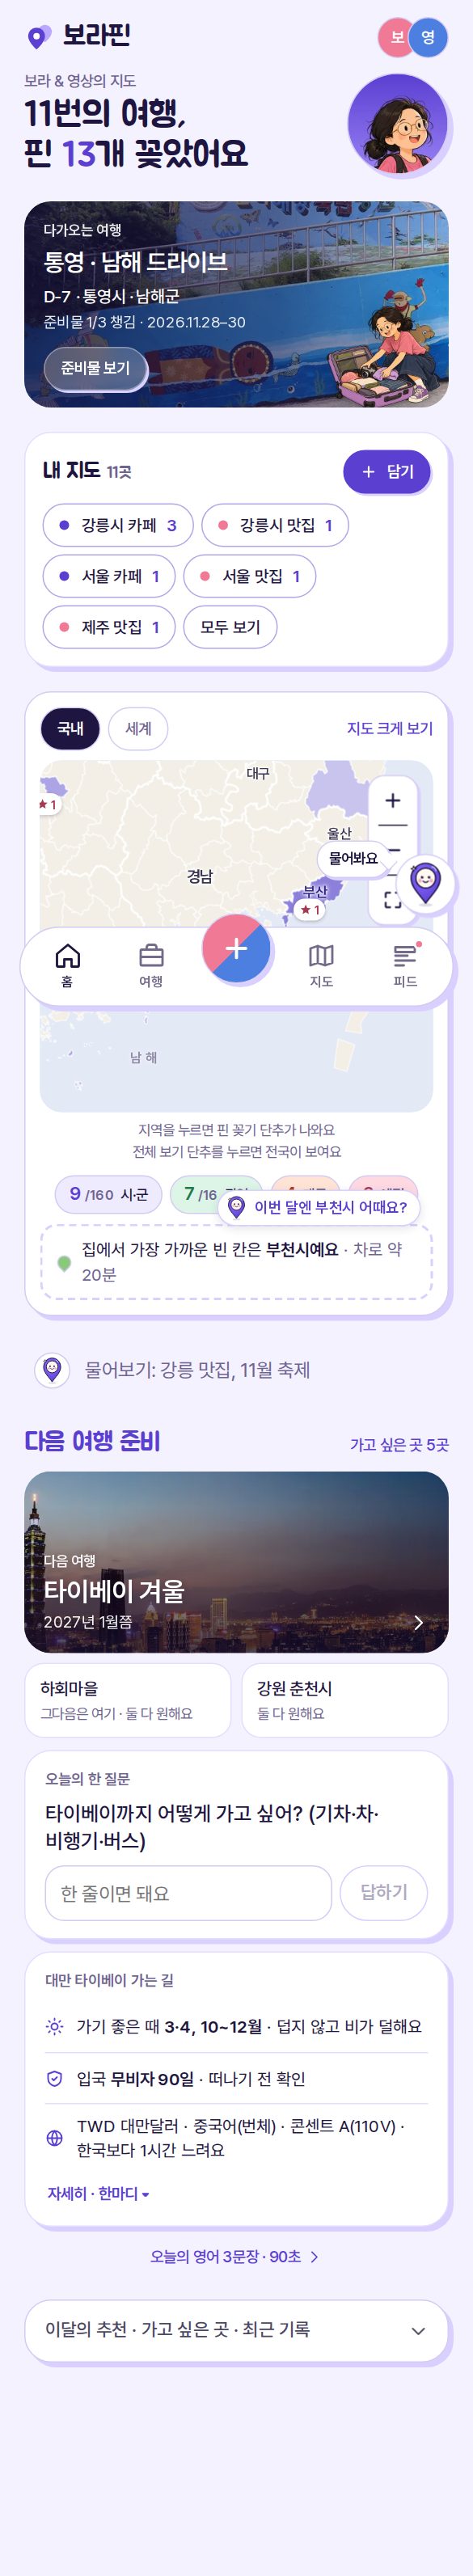 보라핀
보 영
보라 & 영상의 지도
11번의 여행,
핀 13개 꽂았어요
다가오는 여행
통영 · 남해 드라이브
D-7 · 통영시 · 남해군
준비물 1/3 챙김 · 2026.11.28–30
준비물 보기
내 지도 11곳
+ 담기
강릉시 카페 3
강릉시 맛집 1
서울 카페 1
서울 맛집 1
제주 맛집 1
모두 보기
국내
세계
지도 크게 보기
대구
★ 1
울산
물어봐요
경남
부산
★ 1
홈
여행
지도
피드
남 해
지역을 누르면 핀 꽂기 단추가 나와요
전체 보기 단추를 누르면 전국이 보여요
9 /160 시·군
7 /16
이번 달엔 부천시 어때요?
집에서 가장 가까운 빈 칸은 부천시예요 · 차로 약
20분
물어보기: 강릉 맛집, 11월 축제
다음 여행 준비
가고 싶은 곳 5곳
다음 여행
타이베이 겨울
2027년 1월쯤
하회마을
그다음은 여기 · 둘 다 원해요
강원 춘천시
둘 다 원해요
오늘의 한 질문
타이베이까지 어떻게 가고 싶어? (기차·차·
비행기·버스)
한 줄이면 돼요
답하기
대만 타이베이 가는 길
가기 좋은 때 3·4, 10~12월 · 덥지 않고 비가 덜해요
입국 무비자 90일 · 떠나기 전 확인
TWD 대만달러 · 중국어(번체) · 콘센트 A(110V) ·
한국보다 1시간 느려요
자세히 · 한마디
오늘의 영어 3문장 · 90초
이달의 추천 · 가고 싶은 곳 · 최근 기록